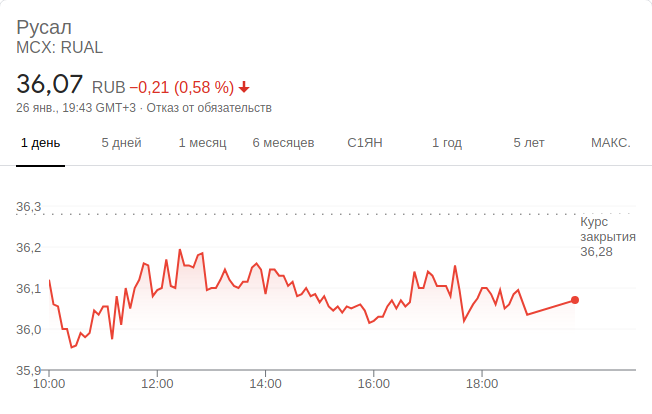 Русал
MCX: RUAL
36,07 RUB −0,21 (0,58 %)
26 янв., 19:43 GMT+3 · Отказ от обязательств
1 день 5 дней 1 месяц 6 месяцев С1ЯН 1 год 5 лет МАКС.
36,3
Курс
закрытия
36,28
36,2
36,1
36,0
35,9
10:00 12:00 14:00 16:00 18:00